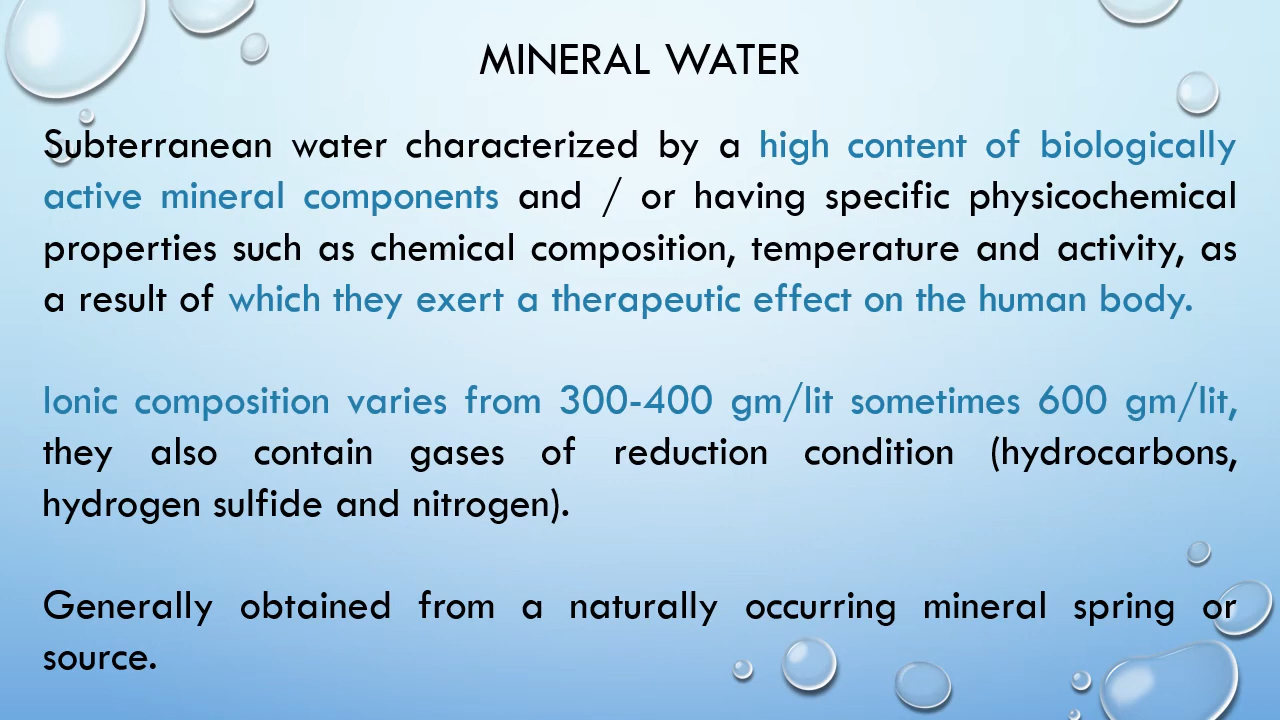 MINERAL WATER
Subterranean water characterized by a high content of biologically
active mineral components and / or having specific physicochemical
properties such as chemical composition, temperature and activity, as
a result of which they exert a therapeutic effect on the human body.
Ionic composition varies from 300-400 gm/lit sometimes 600 gm/lit,
they also contain gases of reduction condition (hydrocarbons,
hydrogen sulfide and nitrogen).
Generally obtained from a naturally occurring mineral spring or
source.